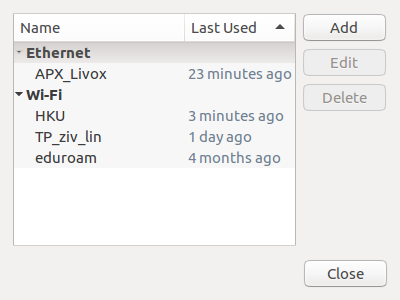 Name Last Used Add
Ethernet
APX_Livox 23 minutes ago
Edit
Wi-Fi
Delete
HKU 3 minutes ago
TP_ziv_lin 1 day ago
eduroam 4 months ago
Close